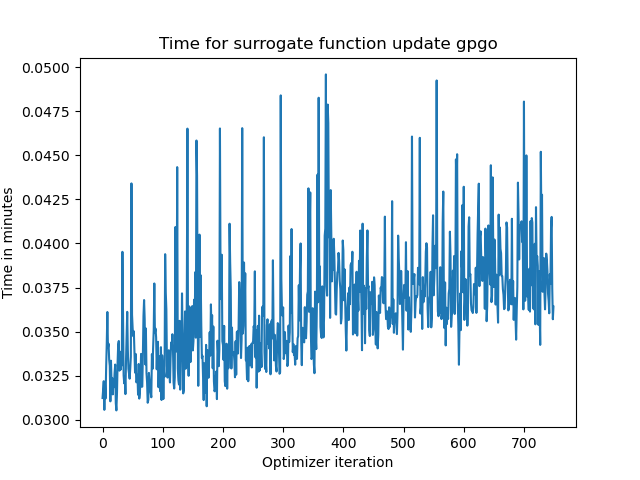 Time for surrogate function update gpgo
0.0500
0.0475
0.0450
0.0425
0.0400
0.0375
0.0350
0.0325
0.0300
Time in minutes
0 100 200 300 400 500 600 700
Optimizer iteration